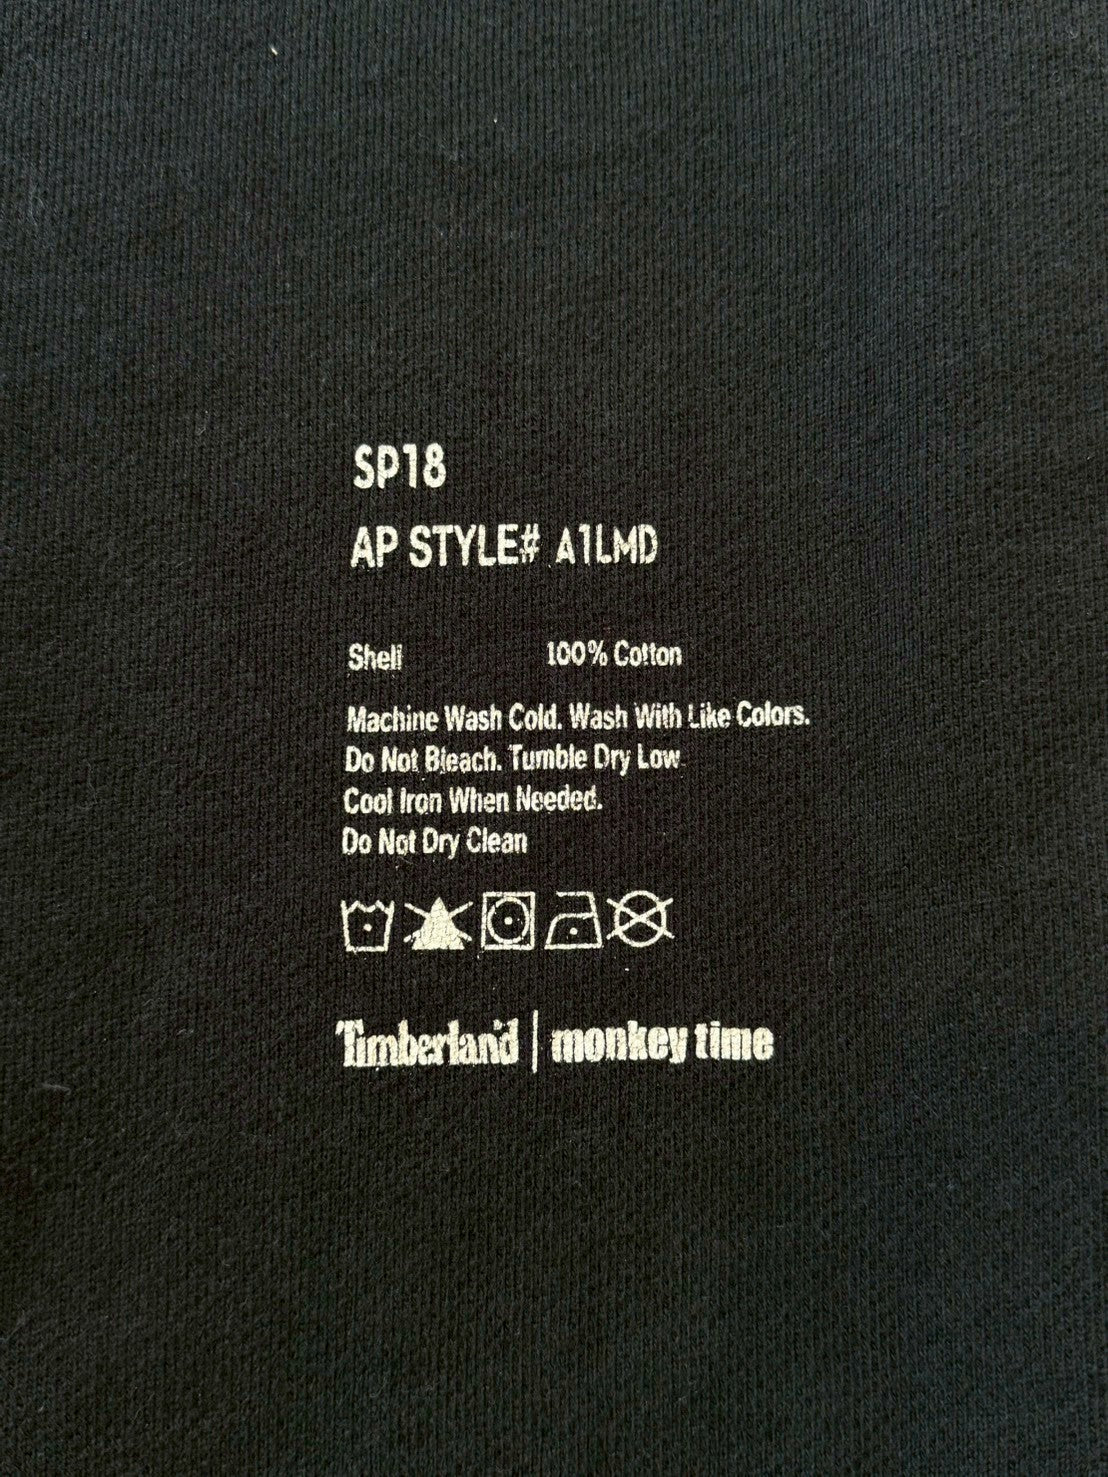 SP18
AP STYLE# A1LMD
Shell 100% Cotton
Machine Wash Cold. Wash With Like Colors.
Do Not Bleach. Tumble Dry Low
Cool Iron When Needed.
Do Not Dry Clean
Timberland | monkey time